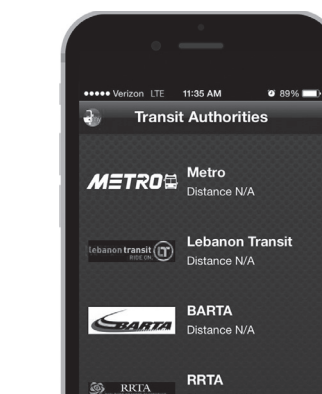 Verizon LTE 11:35 AM 89%
Transit Authorities
METRO
Metro
Distance N/A
lebanon transit LT
RIDE ON.
Lebanon Transit
Distance N/A
BARTA
BARTA
Distance N/A
RRTA
RRTA